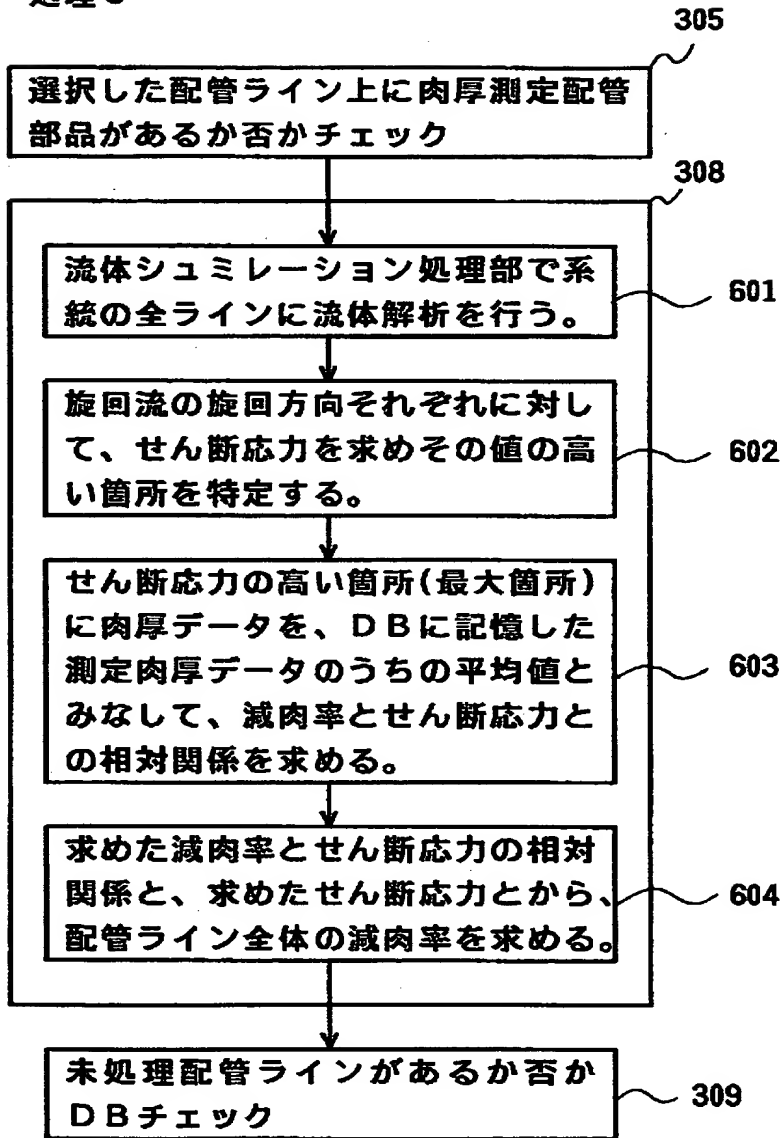 305
選択した配管ライン上に肉厚測定配管
部品があるか否かチェック
308
流体シュミレーション処理部で系
統の全ラインに流体解析を行う。
601
旋回流の旋回方向それぞれに対し
て、せん断応力を求めその値の高
い箇所を特定する。
602
せん断応力の高い箇所(最大箇所)
に肉厚データを、DBに記憶した
測定肉厚データのうちの平均値と
みなして、減肉率とせん断応力と
の相対関係を求める。
603
求めた減肉率とせん断応力の相対
関係と、求めたせん断応力とから、
配管ライン全体の減肉率を求める。
604
未処理配管ラインがあるか否か
DBチェック
309